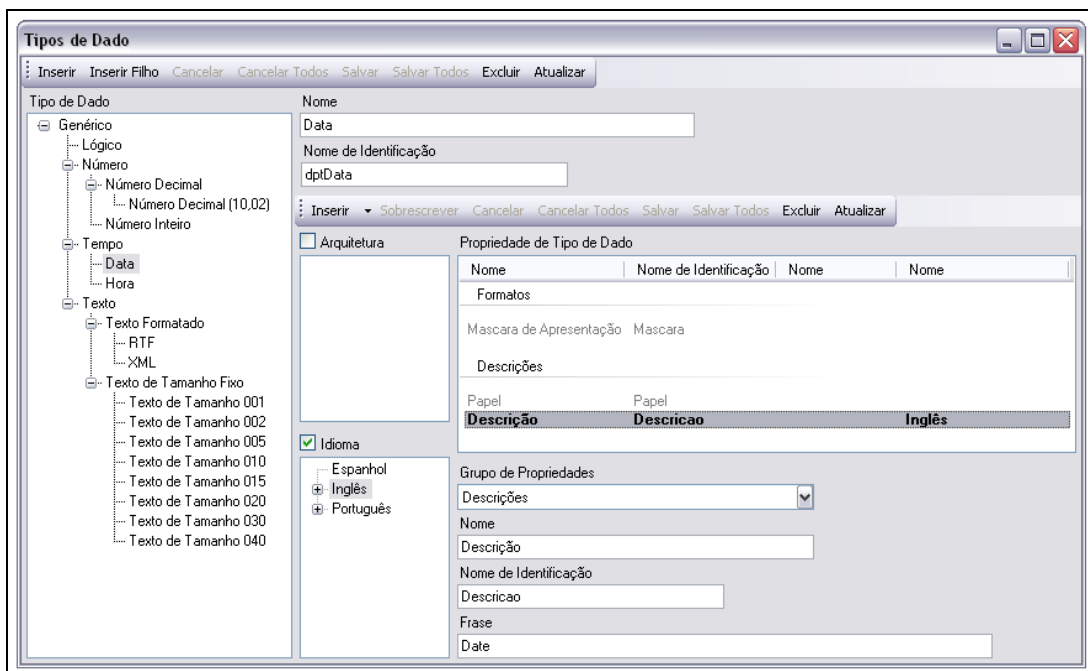 Tipos de Dado
Inserir Inserir Filho Cancelar Cancelar Todos Salvar Salvar Todos Excluir Atualizar
Tipo de Dado
Genérico
Lógico
Número
Número Decimal
Número Decimal (10,02)
Número Inteiro
Tempo
Data
Hora
Texto
Texto Formatado
RTF
XML
Texto de Tamanho Fixo
Texto de Tamanho 001
Texto de Tamanho 002
Texto de Tamanho 005
Texto de Tamanho 010
Texto de Tamanho 015
Texto de Tamanho 020
Texto de Tamanho 030
Texto de Tamanho 040
Nome
Data
Nome de Identificação
dptData
Inserir Sobrescrever Cancelar Cancelar Todos Salvar Salvar Todos Excluir Atualizar
Arquitetura
Idioma
Espanhol
Inglês
Português
Propriedade de Tipo de Dado
Nome Nome de Identificação Nome Nome
Formatos
Mascara de Apresentação Mascara
Descrições
Papel Papel
Descrição Descricao Inglês
Grupo de Propriedades
Descrições
Nome
Descrição
Nome de Identificação
Descricao
Frase
Date